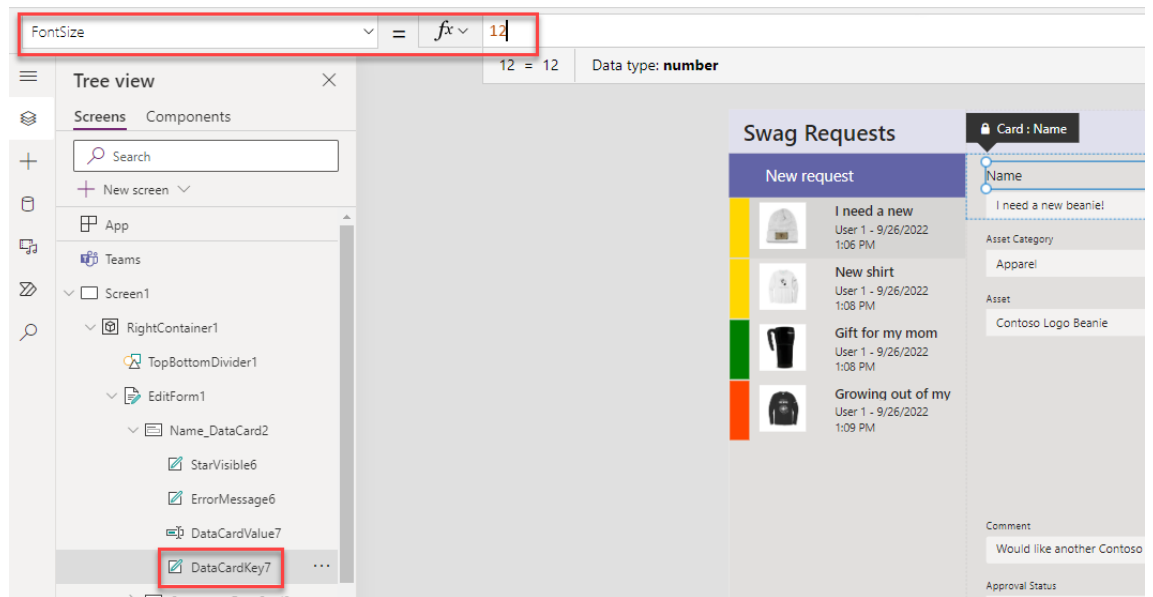 FontSize = fx 12
12 = 12 Data type: number
Tree view
Screens Components
Search
New screen
App
Teams
Screen1
RightContainer1
TopBottomDivider1
EditForm1
Name_DataCard2
StarVisible6
ErrorMessage6
DataCardValue7
DataCardKey7 ...
Swag Requests
New request
I need a new
User 1 - 9/26/2022
1:06 PM
New shirt
User 1 - 9/26/2022
1:08 PM
Gift for my mom
User 1 - 9/26/2022
1:08 PM
Growing out of my
User 1 - 9/26/2022
1:09 PM
Card : Name
Name
I need a new beanie!
Asset Category
Apparel
Asset
Contoso Logo Beanie
Comment
Would like another Contoso
Approval Status